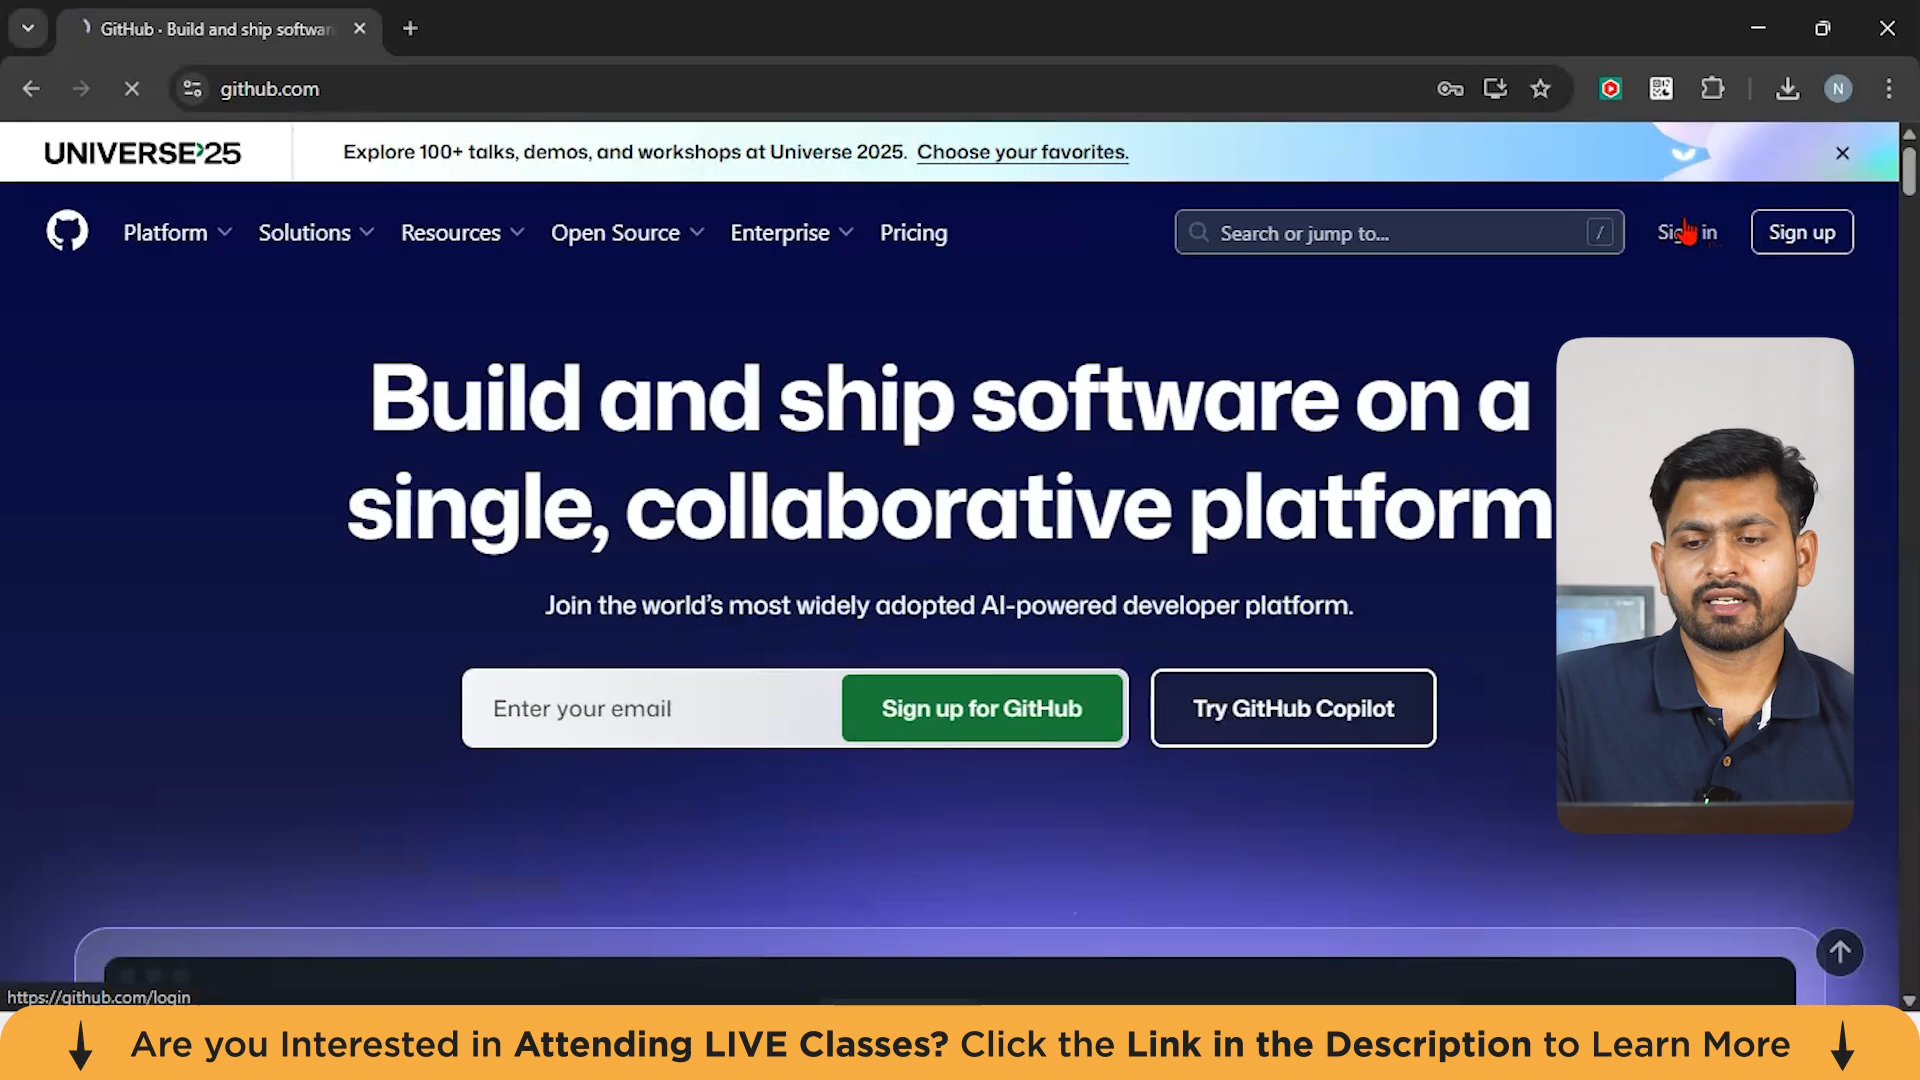 GitHub · Build and ship softwar
github.com
N
UNIVERSE'25
Explore 100+ talks, demos, and workshops at Universe 2025. Choose your favorites.
Platform Solutions Resources Open Source Enterprise Pricing
Search or jump to... /
Sign in
Sign up
Build and ship software on a
single, collaborative platform
Join the world's most widely adopted AI-powered developer platform.
Enter your email
Sign up for GitHub
Try GitHub Copilot
https://github.com/login
Are you Interested in Attending LIVE Classes? Click the Link in the Description to Learn More